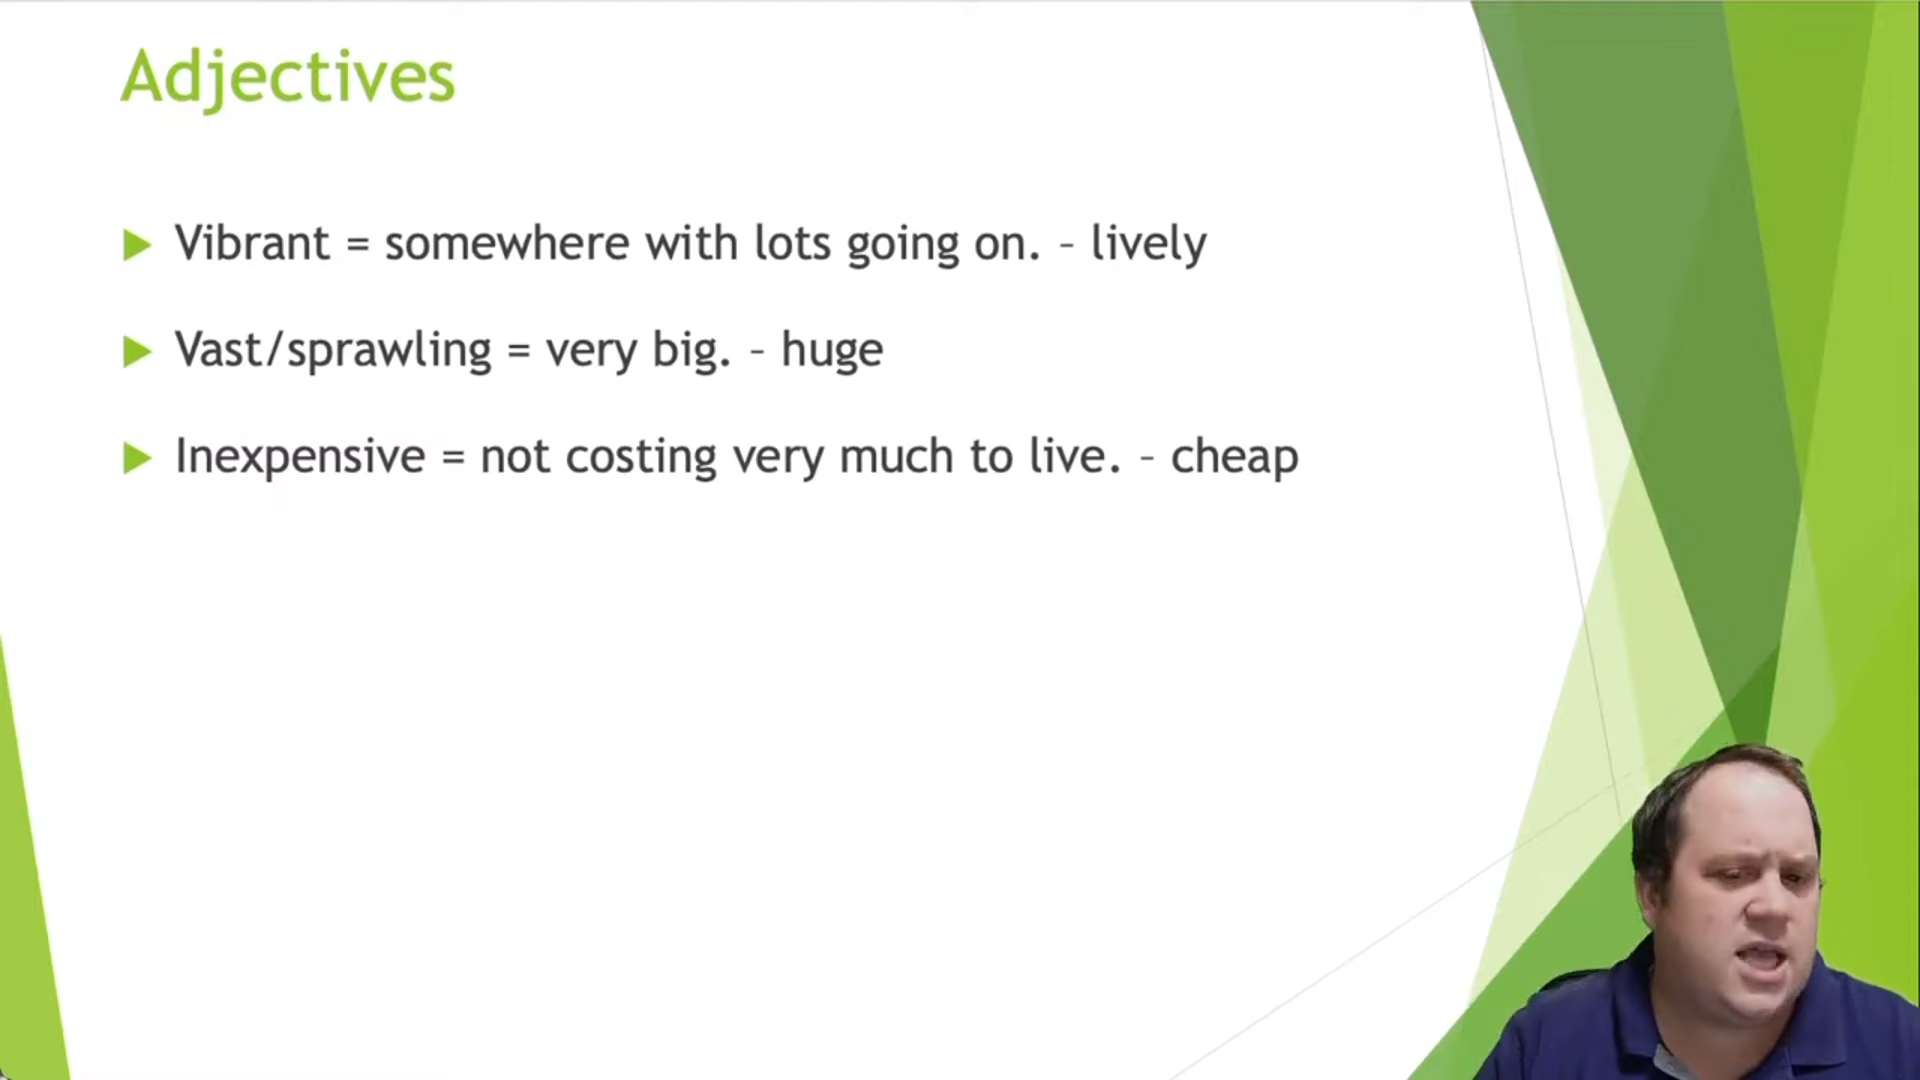 Adjectives
Vibrant = somewhere with lots going on. – lively
Vast/sprawling = very big. – huge
Inexpensive = not costing very much to live. – cheap